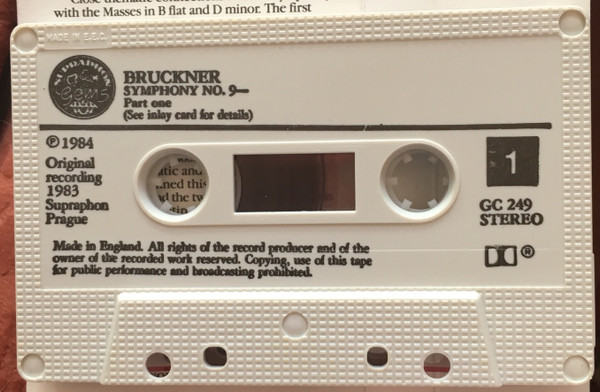 with the Masses in B flat and D minor. The first
MADE IN E.E.C.
SUPRAPHON
Gems
BRUCKNER
SYMPHONY NO. 9—
Part one
(See inlay card for details)
℗ 1984
Original
recording
1983
Supraphon
Prague
1
GC 249
STEREO
Made in England. All rights of the record producer and of the
owner of the recorded work reserved. Copying, use of this tape
for public performance and broadcasting prohibited.
®